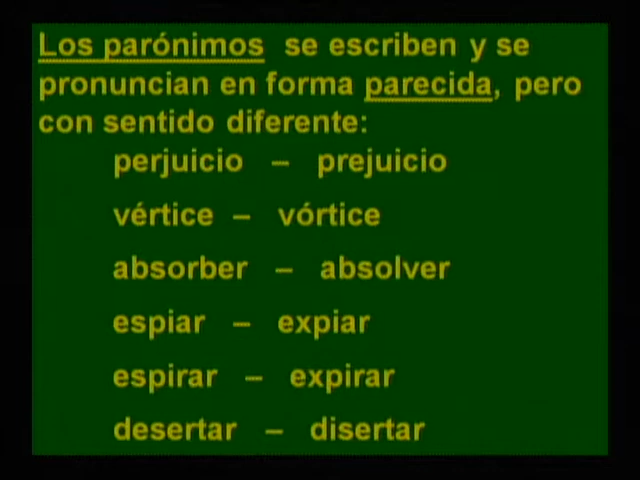 Los parónimos se escriben y se
pronuncian en forma parecida, pero
con sentido diferente:
perjuicio – prejuicio
vértice – vórtice
absorber – absolver
espiar – expiar
espirar – expirar
desertar – disertar